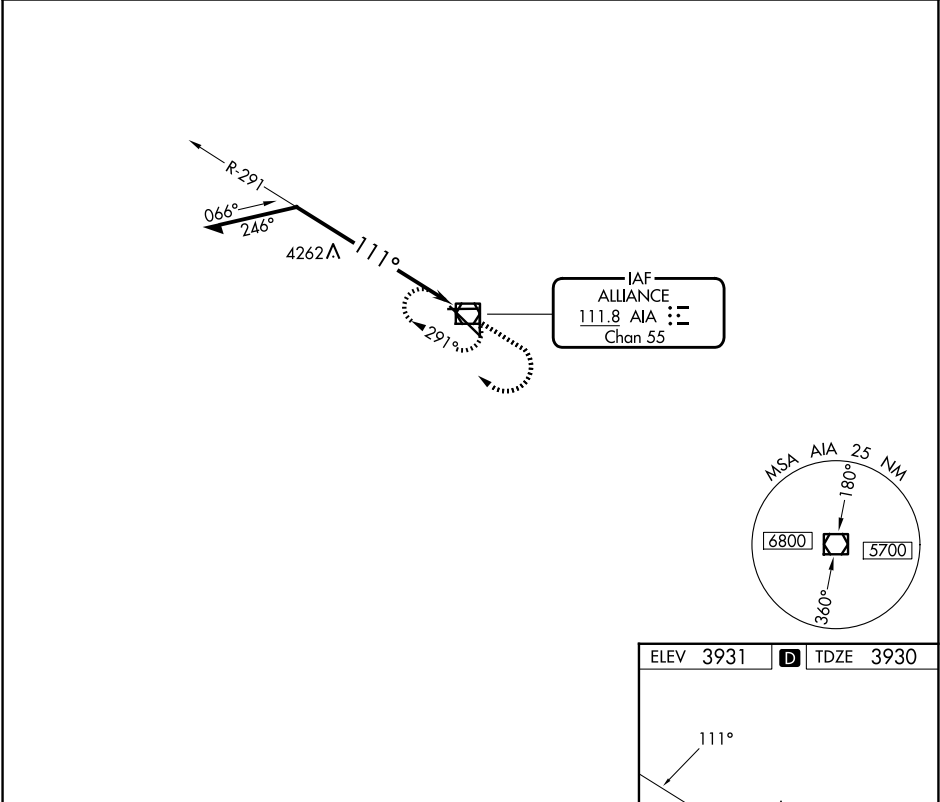 R-291
066°
246°
4262
111°
291°
IAF
ALLIANCE
111.8 AIA
Chan 55
MSA AIA 25 NM
180°
6800
5700
360°
ELEV 3931 D TDZE 3930
111°